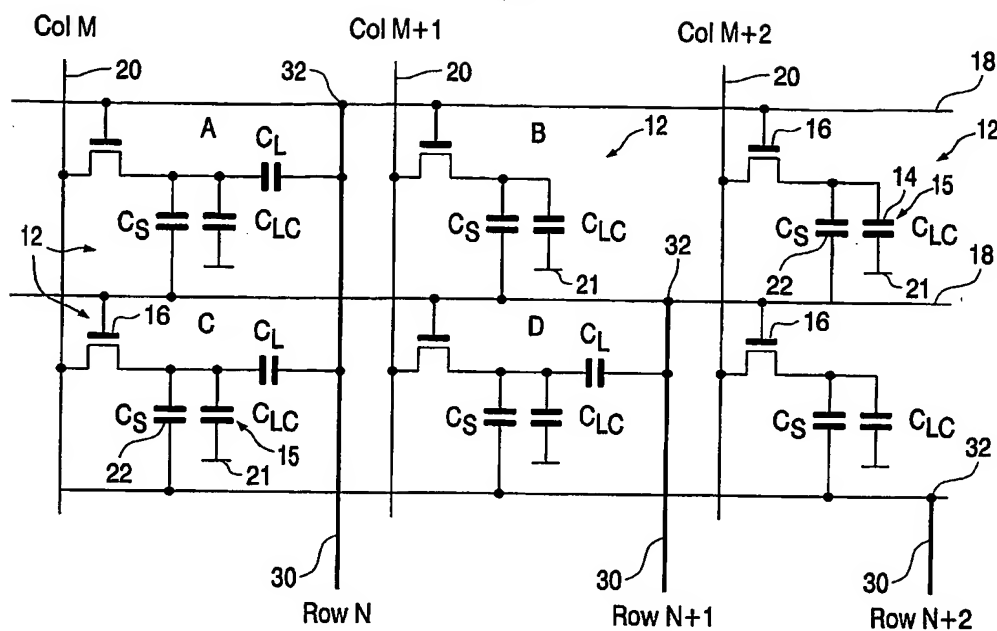 Col M
Col M+1
Col M+2
20
32
20
20
18
A
B
12
16
12
C_L
14
15
C_S
C_LC
C_S
C_LC
C_S
C_LC
12
21
32
22
21
18
16
C
D
16
C_L
C_L
C_S
C_LC
C_S
C_LC
C_S
C_LC
22
21
15
32
30
30
30
Row N
Row N+1
Row N+2